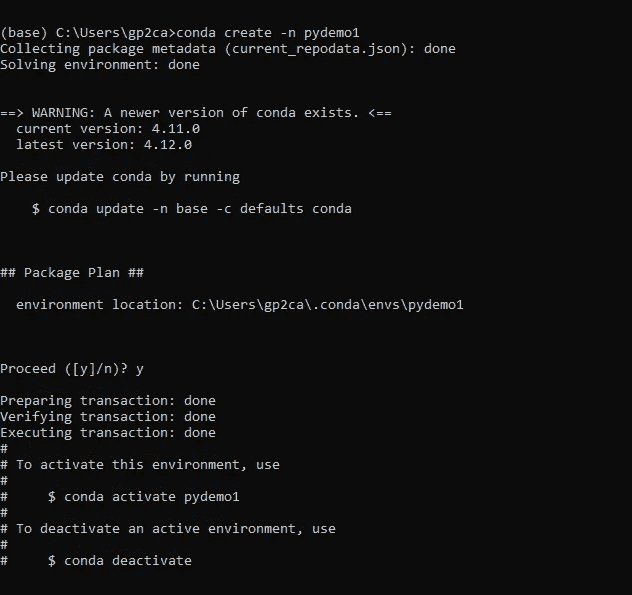 (base) C:\Users\gp2ca>conda create -n pydemo1
Collecting package metadata (current_repodata.json): done
Solving environment: done
==> WARNING: A newer version of conda exists. <==
  current version: 4.11.0
  latest version: 4.12.0
Please update conda by running
    $ conda update -n base -c defaults conda
## Package Plan ##
  environment location: C:\Users\gp2ca\.conda\envs\pydemo1
Proceed ([y]/n)? y
Preparing transaction: done
Verifying transaction: done
Executing transaction: done
#
# To activate this environment, use
#
#     $ conda activate pydemo1
#
# To deactivate an active environment, use
#
#     $ conda deactivate